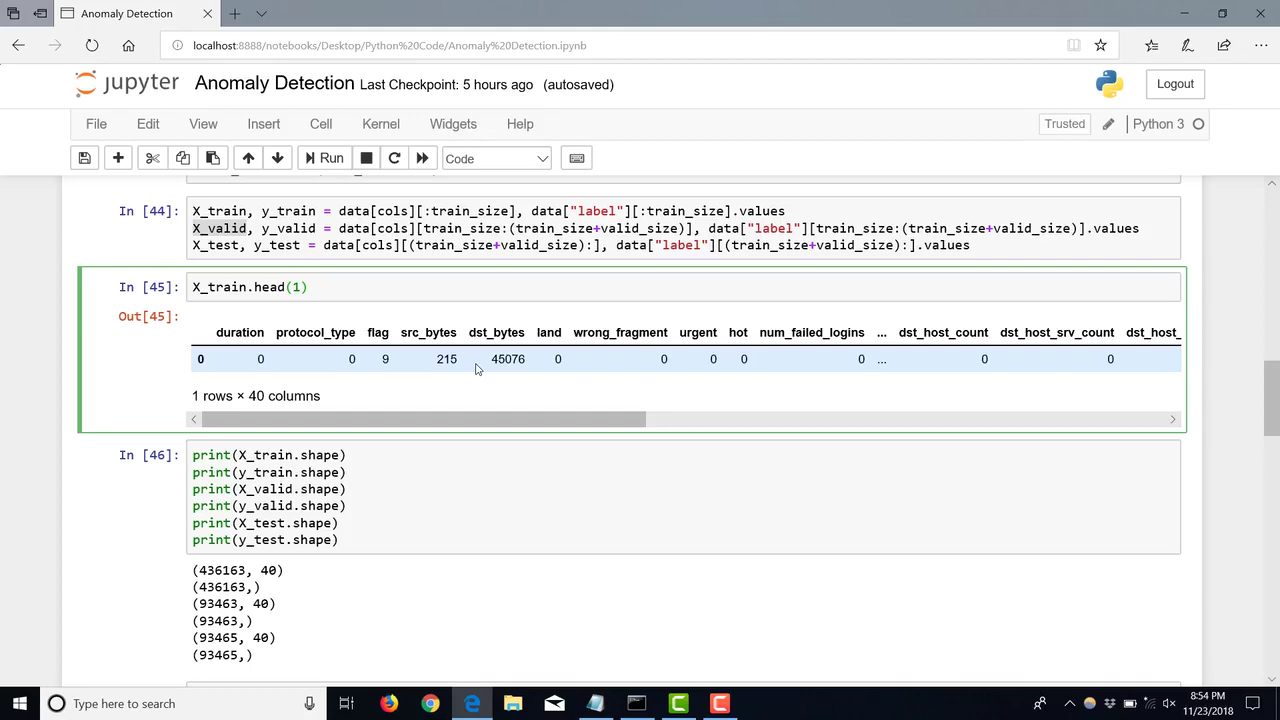 Anomaly Detection
localhost:8888/notebooks/Desktop/Python%20Code/Anomaly%20Detection.ipynb
jupyter Anomaly Detection Last Checkpoint: 5 hours ago (autosaved) Logout
File Edit View Insert Cell Kernel Widgets Help Trusted Python 3
Run Code
In [44]: X_train, y_train = data[cols][:train_size], data["label"][:train_size].values
X_valid, y_valid = data[cols][train_size:(train_size+valid_size)], data["label"][train_size:(train_size+valid_size)].values
X_test, y_test = data[cols][(train_size+valid_size):], data["label"][(train_size+valid_size):].values
In [45]: X_train.head(1)
Out[45]:
duration protocol_type flag src_bytes dst_bytes land wrong_fragment urgent hot num_failed_logins ... dst_host_count dst_host_srv_count dst_host_
0 0 0 9 215 45076 0 0 0 0 0 ... 0 0
1 rows × 40 columns
In [46]: print(X_train.shape)
print(y_train.shape)
print(X_valid.shape)
print(y_valid.shape)
print(X_test.shape)
print(y_test.shape)
(436163, 40)
(436163,)
(93463, 40)
(93463,)
(93465, 40)
(93465,)
Type here to search
8:54 PM
11/23/2018